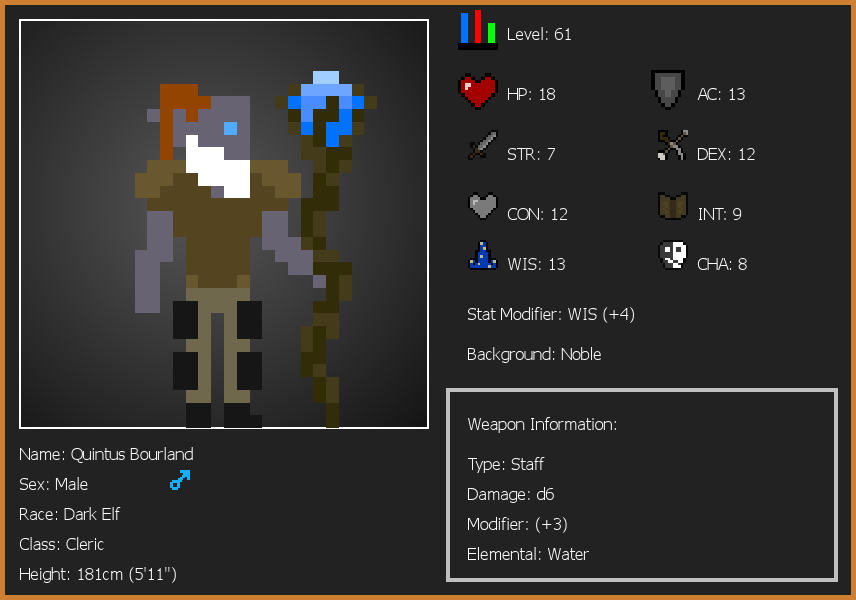 Level: 61
HP: 18
AC: 13
STR: 7
DEX: 12
CON: 12
INT: 9
WIS: 13
CHA: 8
Stat Modifier: WIS (+4)
Background: Noble
Weapon Information:
Type: Staff
Damage: d6
Modifier: (+3)
Elemental: Water
Name: Quintus Bourland
Sex: Male
Race: Dark Elf
Class: Cleric
Height: 181cm (5'11")